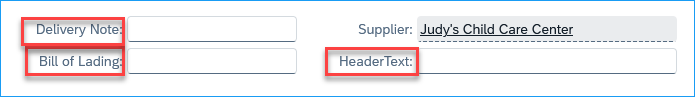 Delivery Note: Supplier: Judy's Child Care Center
Bill of Lading: HeaderText: